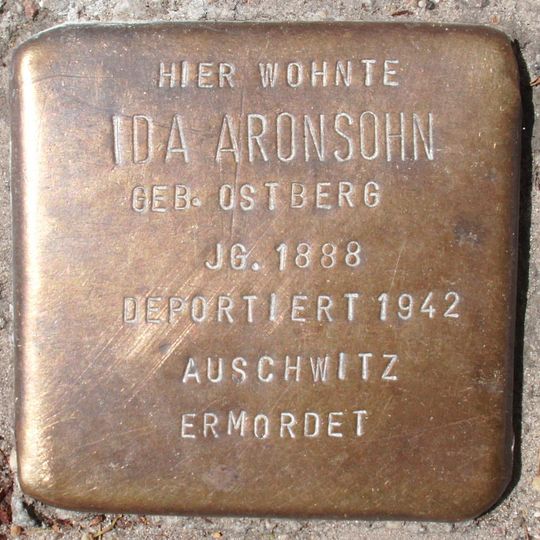 HIER WOHNTE
IDA ARONSOHN
GEB. OSTBERG
JG. 1888
DEPORTIERT 1942
AUSCHWITZ
ERMORDET